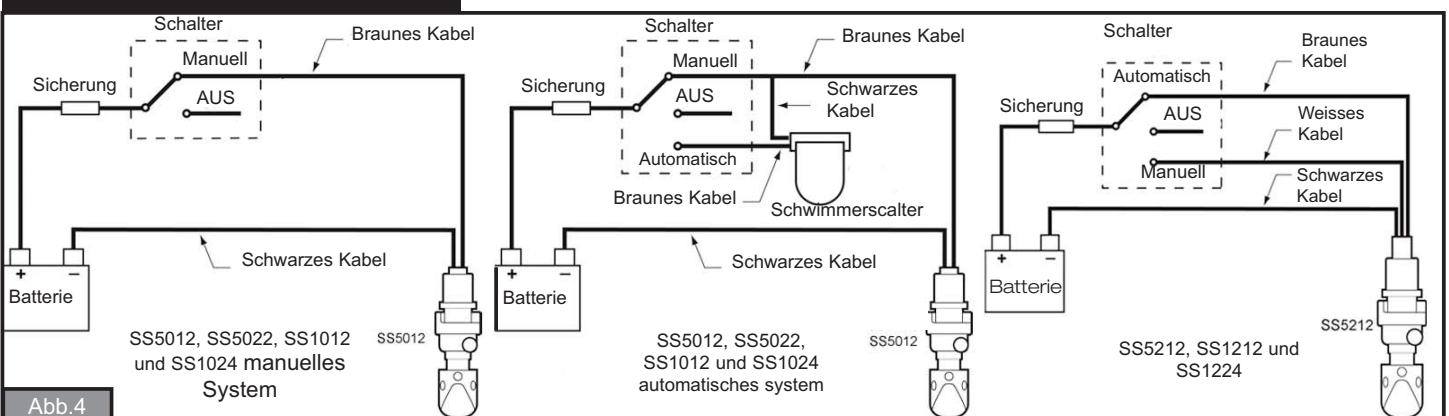 Schalter
Braunes Kabel
Manuell
Sicherung
AUS
Schwarzes Kabel
+
–
Batterie
SS5012
SS5012, SS5022, SS1012
und SS1024 manuelles
System
Abb.4
Schalter
Braunes Kabel
Manuell
Sicherung
AUS
Schwarzes
Kabel
Automatisch
Braunes Kabel
Schwimmerscalter
Schwarzes Kabel
+
–
Batterie
SS5012
SS5012, SS5022,
SS1012 und SS1024
automatisches system
Schalter
Braunes
Kabel
Automatisch
Sicherung
AUS
Weisses
Kabel
Manuell
Schwarzes
Kabel
+
–
Batterie
SS5212
SS5212, SS1212 und
SS1224